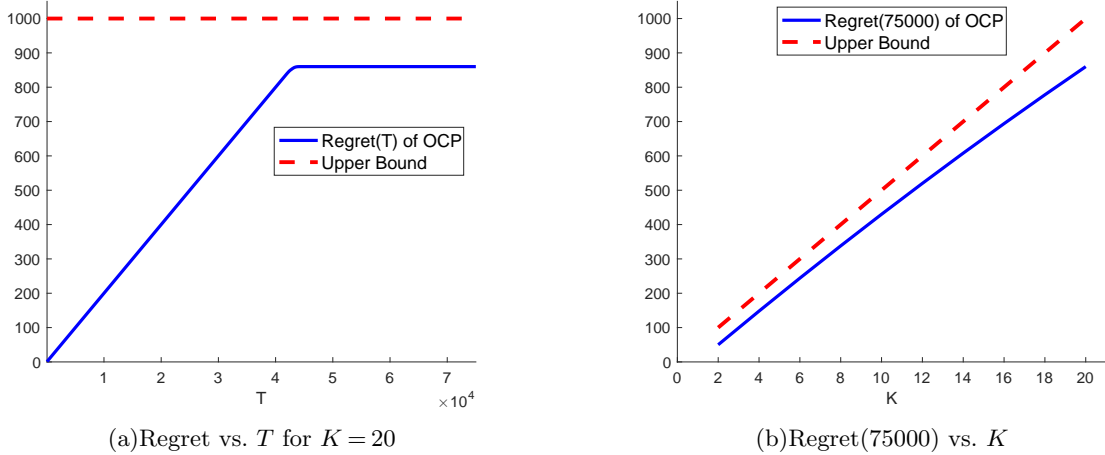 1000
900
800
700
600
500
400
300
200
100
0
1 2 3 4 5 6 7
×10^4
T
Regret(T) of OCP
Upper Bound
(a)Regret vs. T for K = 20
1000
900
800
700
600
500
400
300
200
100
0
0 2 4 6 8 10 12 14 16 18 20
K
Regret(75000) of OCP
Upper Bound
(b)Regret(75000) vs. K